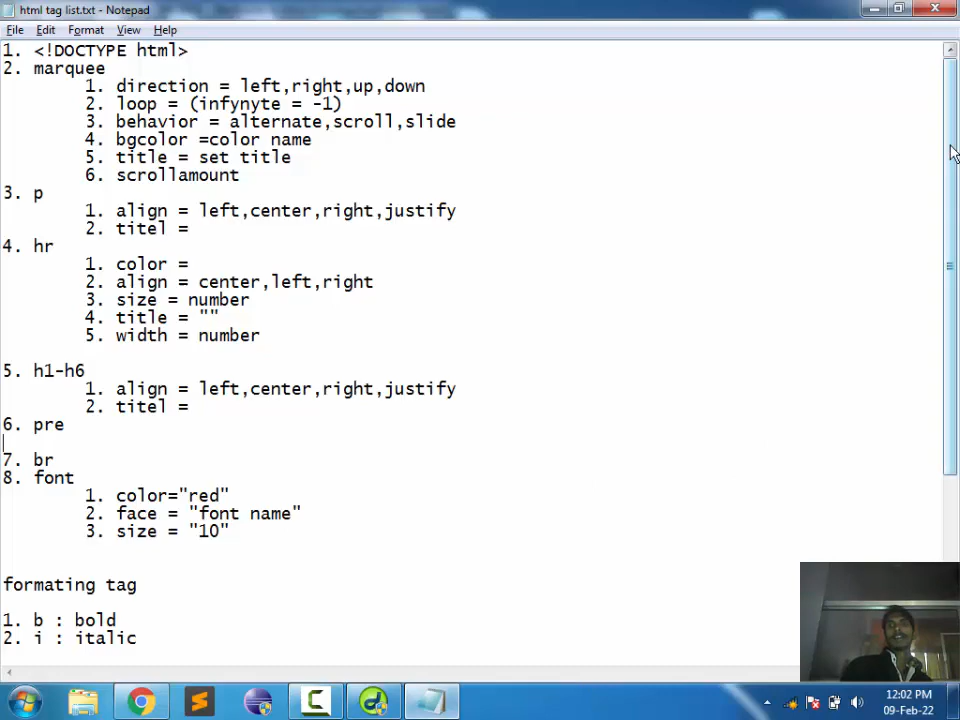 html tag list.txt - Notepad
File Edit Format View Help
1. <!DOCTYPE html>
2. marquee
1. direction = left,right,up,down
2. loop = (infynyte = -1)
3. behavior = alternate,scroll,slide
4. bgcolor =color name
5. title = set title
6. scrollamount
3. p
1. align = left,center,right,justify
2. titel =
4. hr
1. color =
2. align = center,left,right
3. size = number
4. title = ""
5. width = number
5. h1-h6
1. align = left,center,right,justify
2. titel =
6. pre
7. br
8. font
1. color="red"
2. face = "font name"
3. size = "10"
formating tag
1. b : bold
2. i : italic
12:02 PM
09-Feb-22